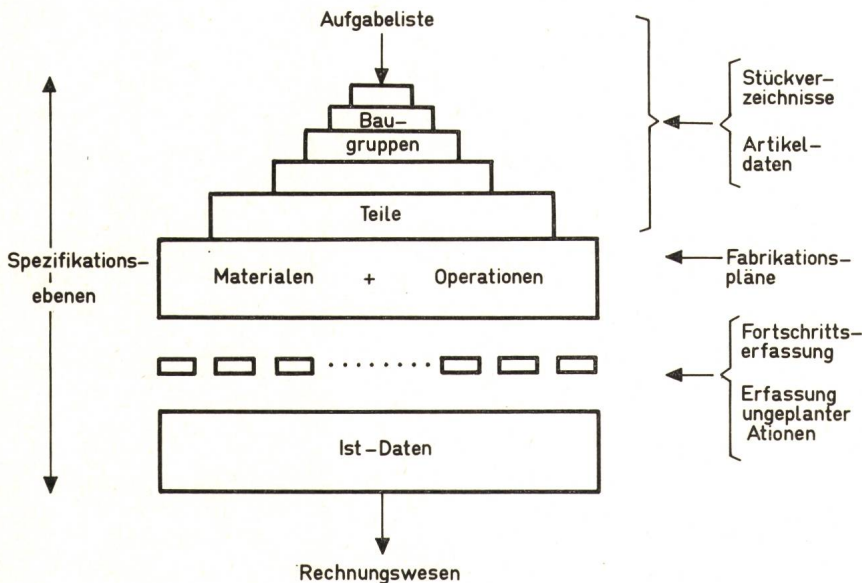 Aufgabeliste
Bau-
gruppen
Teile
Materialen + Operationen
Ist-Daten
Rechnungswesen
Spezifikations-
ebenen
Stückver-
zeichnisse
Artikel-
daten
Fabrikations-
pläne
Fortschritts-
erfassung
Erfassung
ungeplanter
Ationen